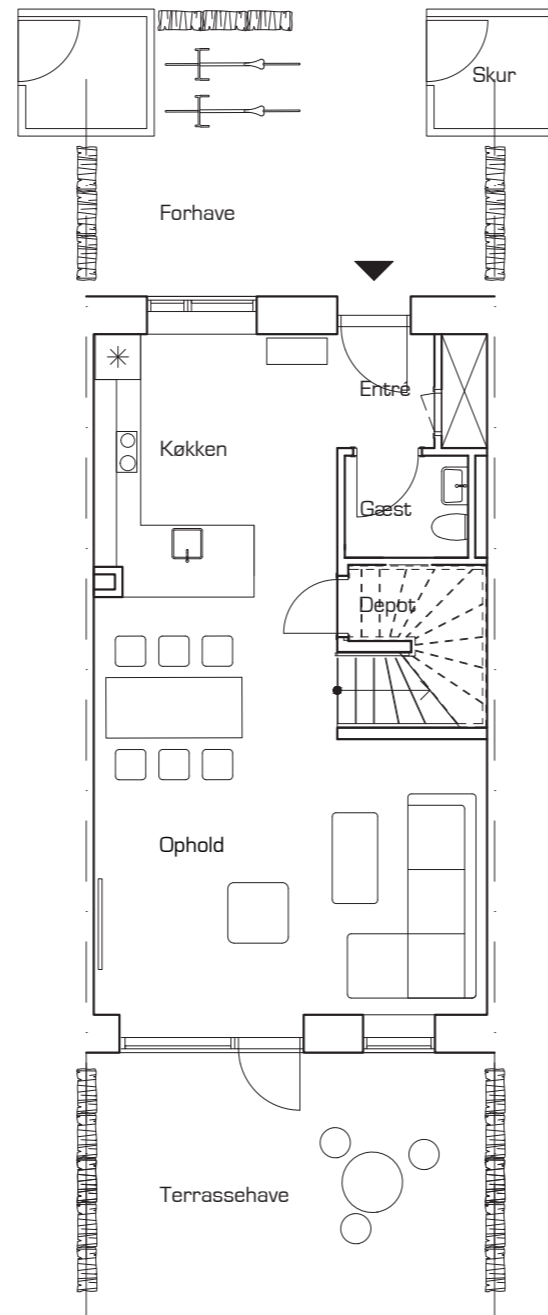 Skur
Forhave
Entré
Køkken
Gæst
Depot
Ophold
Terrassehave